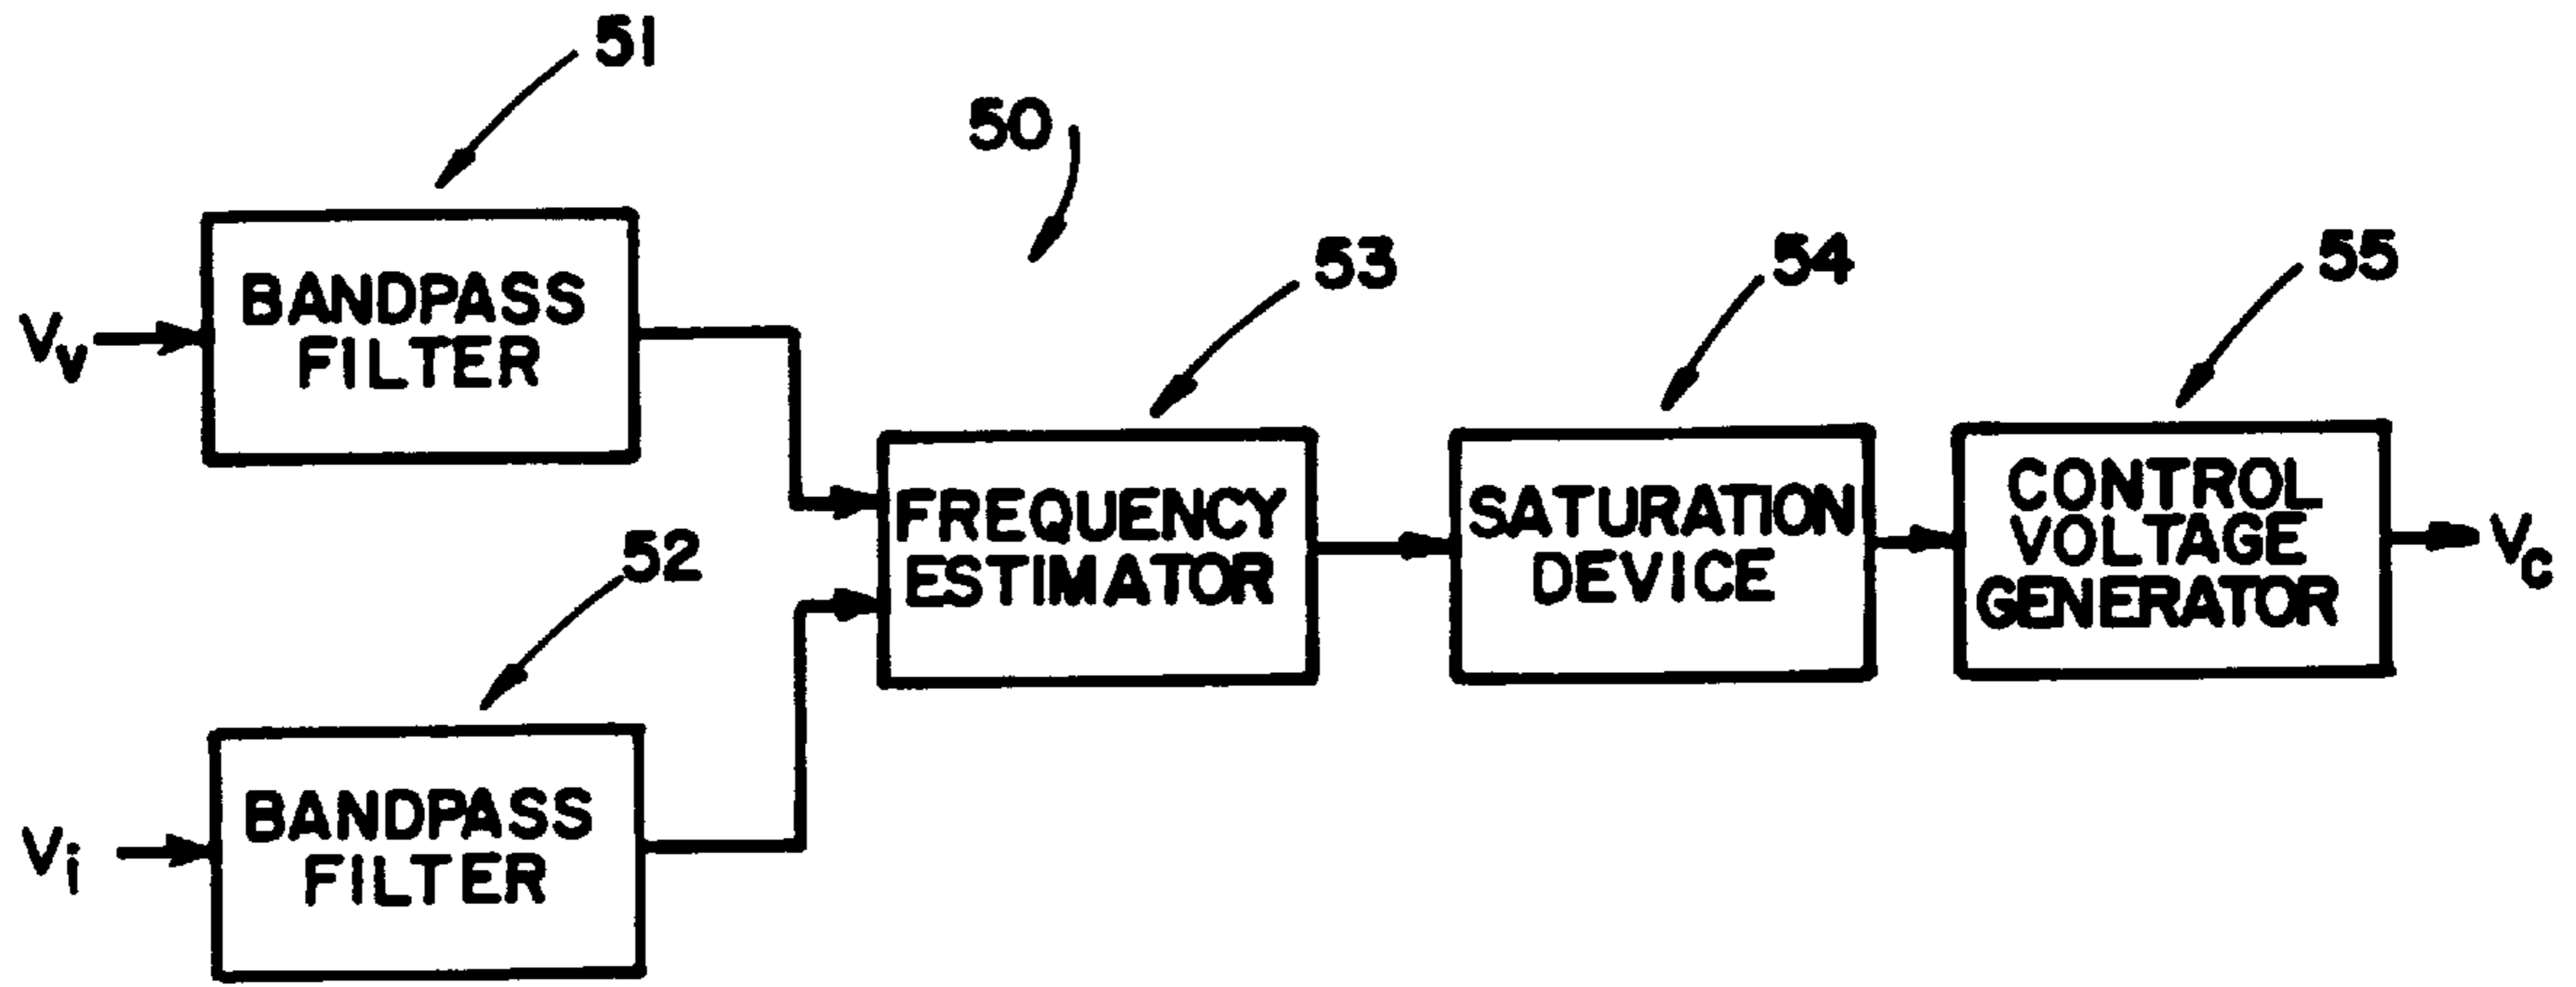 51
50
53
54
55
BANDPASS
FILTER
Vv
FREQUENCY
ESTIMATOR
SATURATION
DEVICE
CONTROL
VOLTAGE
GENERATOR
Vc
52
BANDPASS
FILTER
Vi